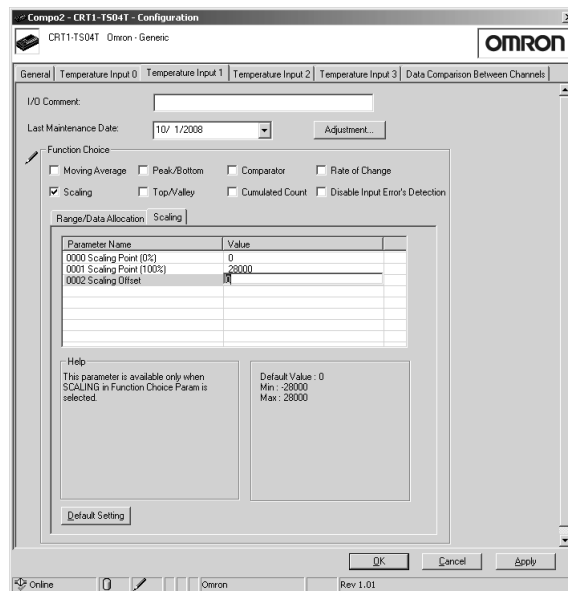 Compo2 - CRT1-TS04T - Configuration
CRT1-TS04T Omron - Generic
OMRON
General Temperature Input 0 Temperature Input 1 Temperature Input 2 Temperature Input 3 Data Comparison Between Channels
I/O Comment:
Last Maintenance Date: 10/ 1/2008 Adjustment...
Function Choice
Moving Average Peak/Bottom Comparator Rate of Change
Scaling Top/Valley Cumulated Count Disable Input Error's Detection
Range/Data Allocation Scaling
Parameter Name Value
0000 Scaling Point (0%) 0
0001 Scaling Point (100%) 28000
0002 Scaling Offset 0
Help
This parameter is available only when
SCALING in Function Choice Param is
selected.
Default Value : 0
Min : -28000
Max : 28000
Default Setting
OK Cancel Apply
Online Omron Rev 1.01